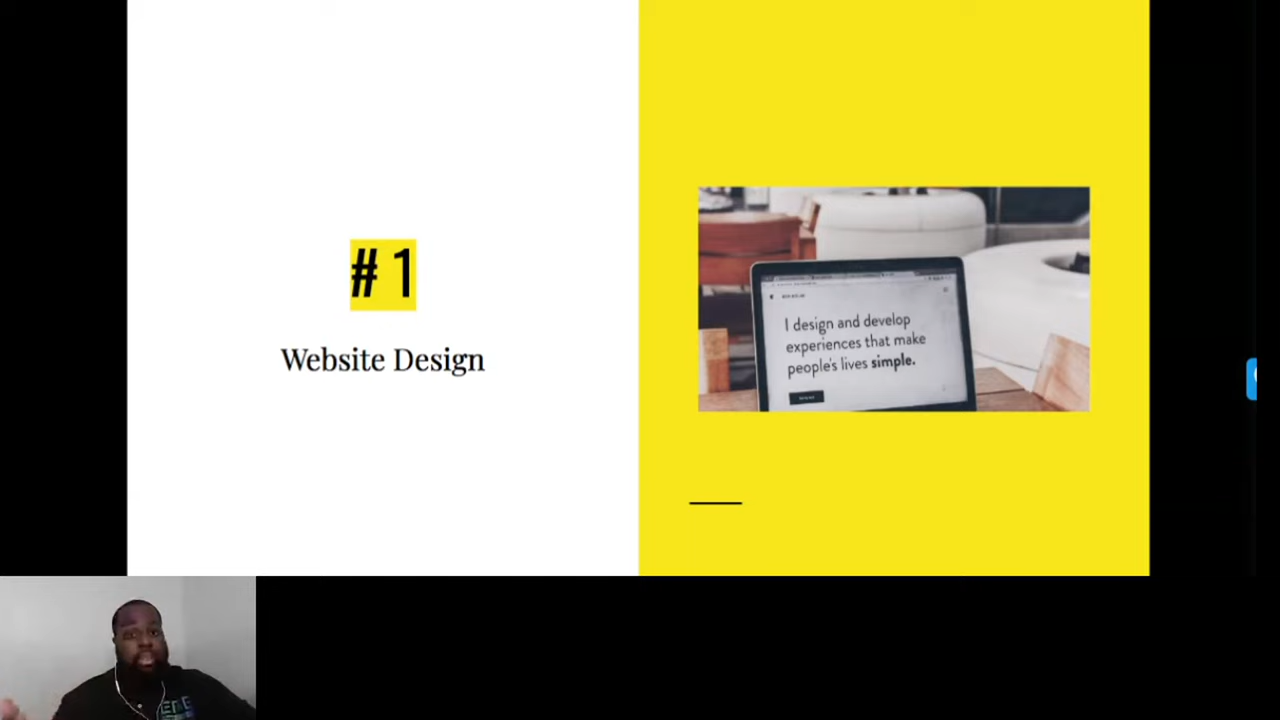 # 1
Website Design
I design and develop
experiences that make
people's lives simple.